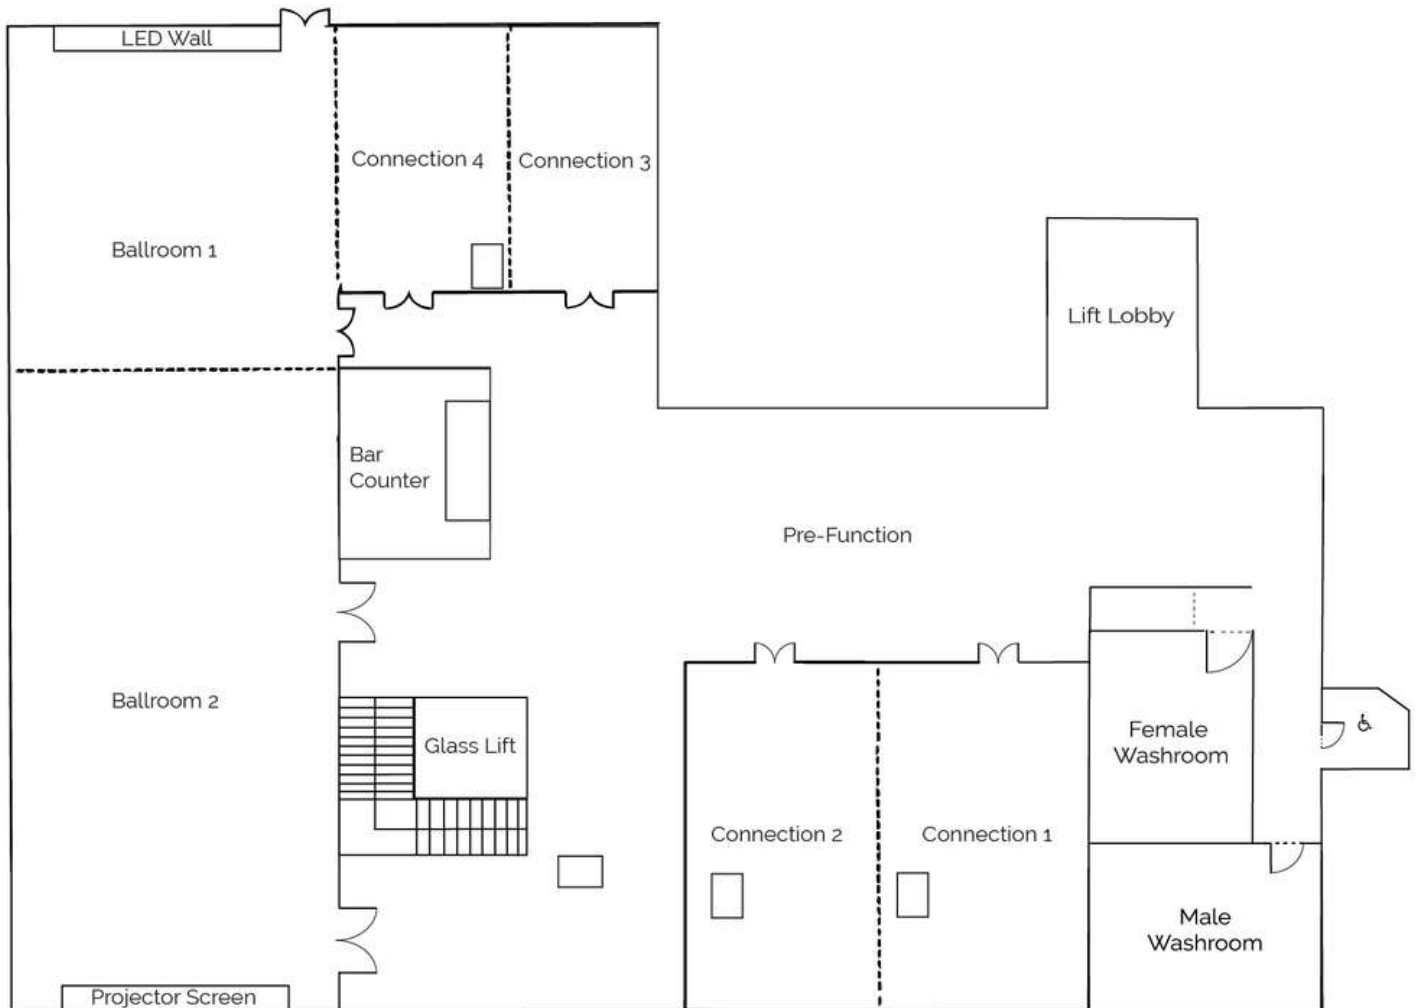 LED Wall
Connection 4
Connection 3
Ballroom 1
Lift Lobby
Bar
Counter
Pre-Function
Ballroom 2
Glass Lift
Female
Washroom
Connection 2
Connection 1
Male
Washroom
Projector Screen